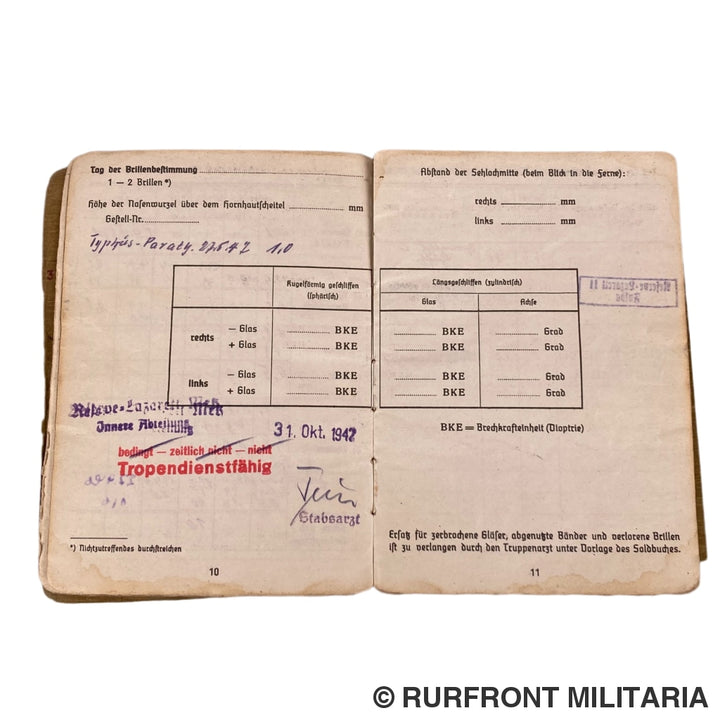 Tag der Brillenbestimmung
1 — 2 Brillen *)
Höhe der Nasenwurzel über dem Hornhautscheitel mm
Gestell-Nr.
Typhus-Paraty. 27.6.42 1,0
Kugelförmig geschliffen
(sphärisch)
rechts
— Glas BKE
+ Glas BKE
links
— Glas BKE
+ Glas BKE
Reserve-Lazarett Metz
Innere Abteilung
31. Okt. 1942
bedingt — zeitlich nicht — nicht
Tropendienstfähig
Stabsarzt
*) Nichtzutreffendes durchstreichen
10
Abstand der Sehlochmitte (beim Blick in die Ferne):
rechts mm
links mm
Längsgeschliffen (zylindrisch)
Glas Achse
BKE Grad
BKE Grad
BKE Grad
BKE Grad
Reserve-Lazarett II
BKE = Brechkrafteinheit (Dioptrie)
Ersatz für zerbrochene Gläser, abgenutzte Bänder und verlorene Brillen
ist zu verlangen durch den Truppenarzt unter Vorlage des Soldbuches.
11
© RURFRONT MILITARIA